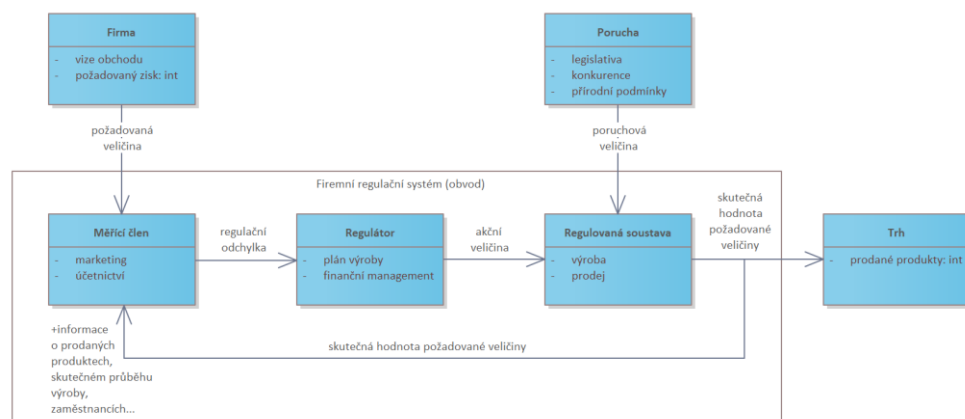 Firma
- vize obchodu
- požadovaný zisk: int
Porucha
- legislativa
- konkurence
- přírodní podmínky
požadovaná
veličina
poruchová
veličina
Firemní regulační systém (obvod)
Měřící člen
- marketing
- účetnictví
regulační
odchylka
Regulátor
- plán výroby
- finanční management
akční
veličina
Regulovaná soustava
- výroba
- prodej
skutečná
hodnota
požadované
veličiny
Trh
- prodané produkty: int
skutečná hodnota požadované veličiny
+informace
o prodaných
produktech,
skutečném průběhu
výroby,
zaměstnancích...